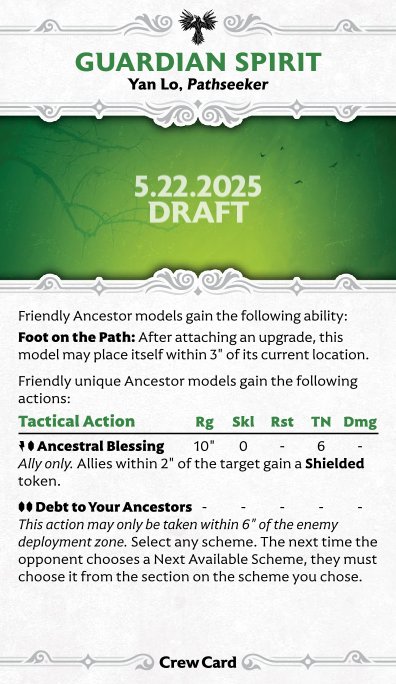 GUARDIAN SPIRIT
Yan Lo, Pathseeker
5.22.2025
DRAFT
Friendly Ancestor models gain the following ability:
Foot on the Path: After attaching an upgrade, this
model may place itself within 3" of its current location.
Friendly unique Ancestor models gain the following
actions:
Tactical Action Rg Skl Rst TN Dmg
Ancestral Blessing 10" 0 - 6 -
Ally only. Allies within 2" of the target gain a Shielded
token.
Debt to Your Ancestors - - - - -
This action may only be taken within 6" of the enemy
deployment zone. Select any scheme. The next time the
opponent chooses a Next Available Scheme, they must
choose it from the section on the scheme you chose.
Crew Card